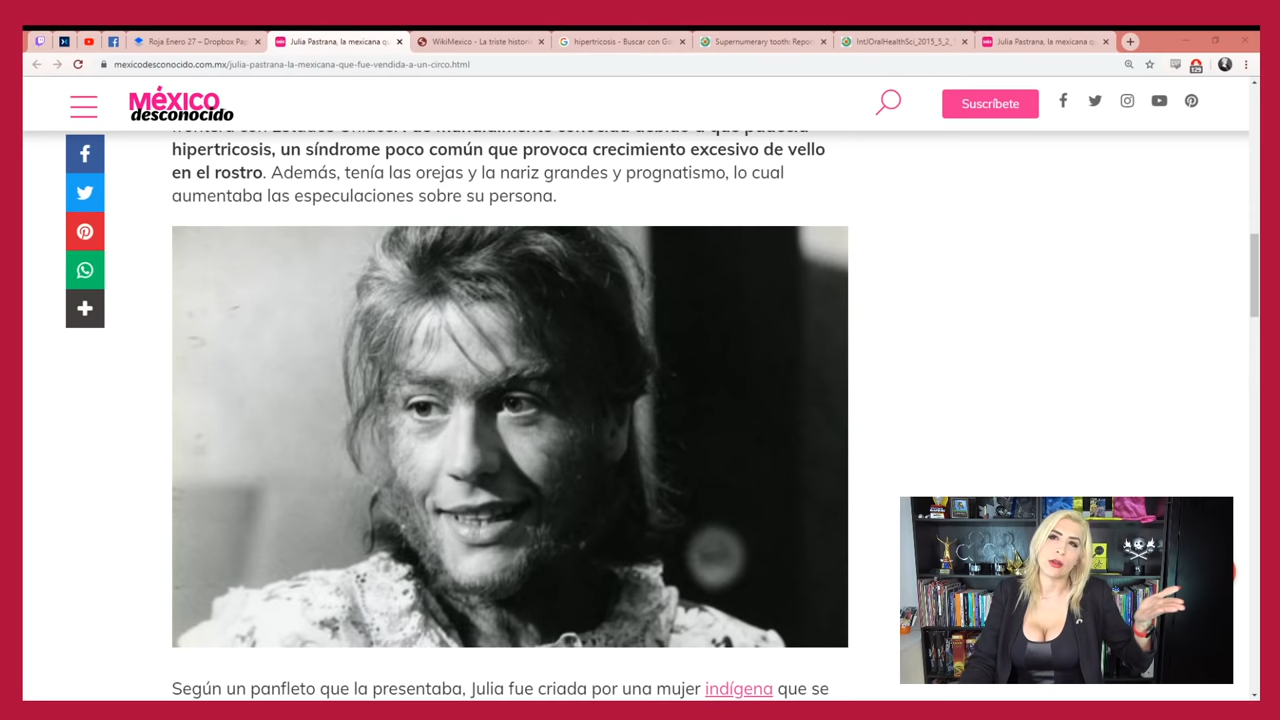 Roja Enero 27 – Dropbox Pap
Julia Pastrana, la mexicana qu
WikiMexico - La triste histori
hipertricosis - Buscar con Go
Supernumerary tooth: Repor
IntJOralHealthSci_2015_5_2_
Julia Pastrana, la mexicana qu
mexicodesconocido.com.mx/julia-pastrana-la-mexicana-que-fue-vendida-a-un-circo.html
MéXICO
desconocido
Suscríbete
hipertricosis, un síndrome poco común que provoca crecimiento excesivo de vello
en el rostro. Además, tenía las orejas y la nariz grandes y prognatismo, lo cual
aumentaba las especulaciones sobre su persona.
Según un panfleto que la presentaba, Julia fue criada por una mujer indígena que se